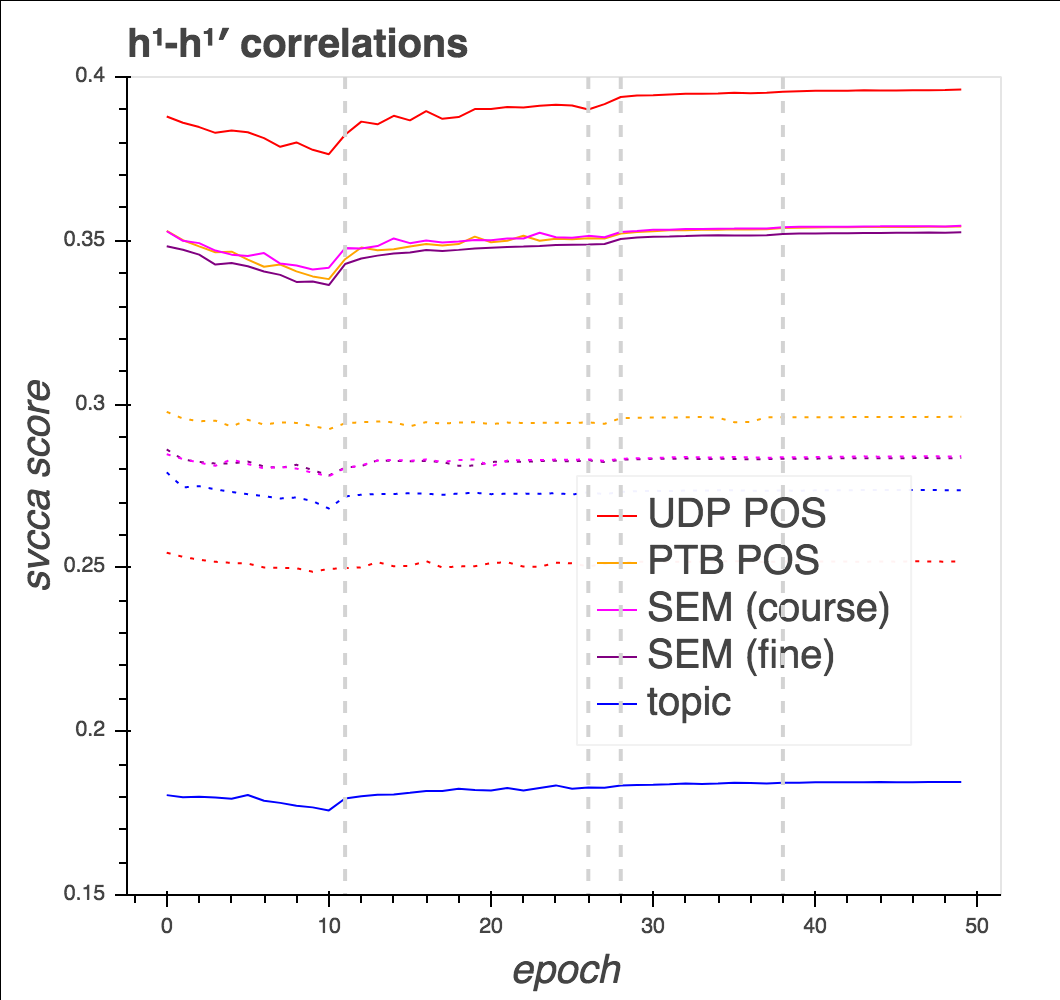 h¹-h¹′ correlations
0.4
0.35
0.3
0.25
0.2
0.15
svcca score
UDP POS
PTB POS
SEM (course)
SEM (fine)
topic
0 10 20 30 40 50
epoch